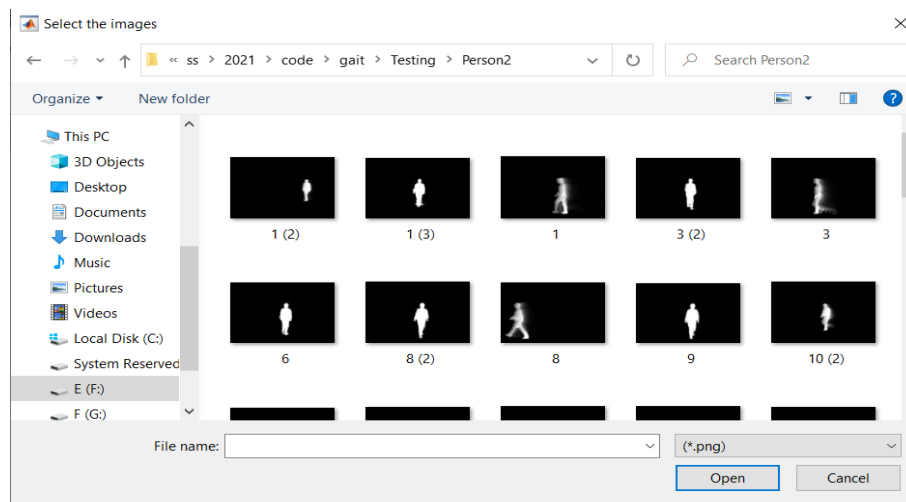 Select the images
« ss > 2021 > code > gait > Testing > Person2
Search Person2
Organize
New folder
This PC
3D Objects
Desktop
Documents
Downloads
Music
Pictures
Videos
Local Disk (C:)
System Reserved
E (F:)
F (G:)
1 (2) 1 (3) 1 3 (2) 3
6 8 (2) 8 9 10 (2)
File name:
(*.png)
Open Cancel